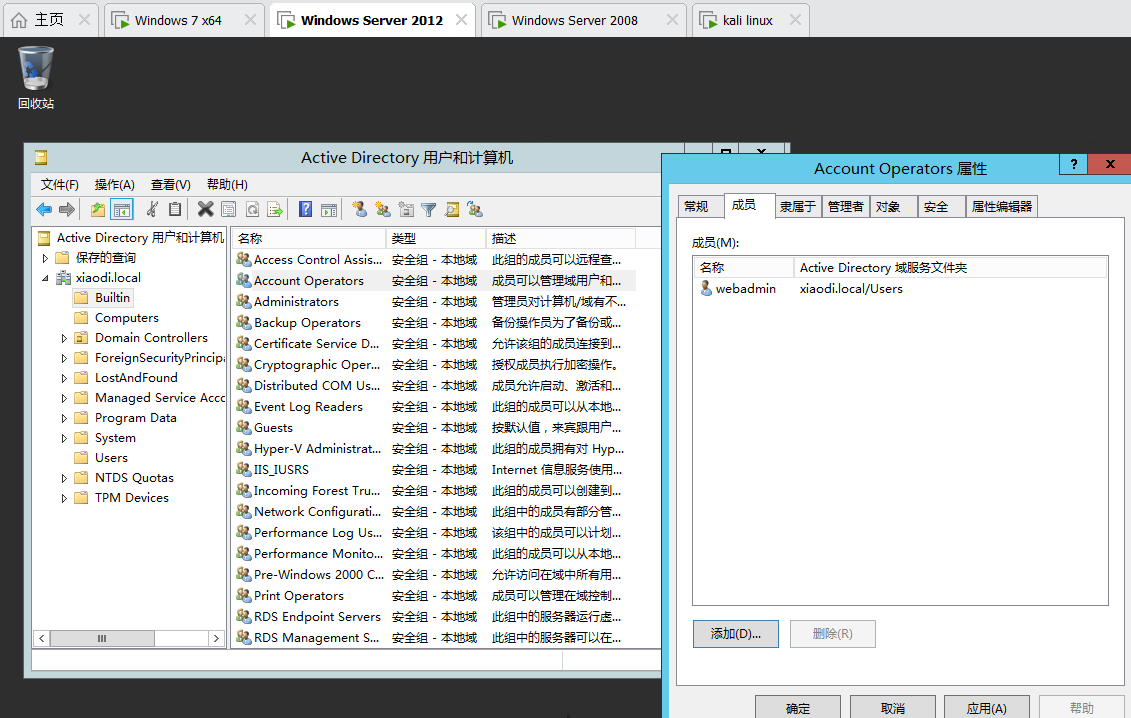 主页
Windows 7 x64
Windows Server 2012
Windows Server 2008
kali linux
回收站
Active Directory 用户和计算机
文件(F) 操作(A) 查看(V) 帮助(H)
Active Directory 用户和计算机
保存的查询
xiaodi.local
Builtin
Computers
Domain Controllers
ForeignSecurityPrincipa
LostAndFound
Managed Service Acco
Program Data
System
Users
NTDS Quotas
TPM Devices
名称 类型 描述
Access Control Assis... 安全组 - 本地域 此组的成员可以远程查...
Account Operators 安全组 - 本地域 成员可以管理域用户和...
Administrators 安全组 - 本地域 管理员对计算机/域有不...
Backup Operators 安全组 - 本地域 备份操作员为了备份或...
Certificate Service D... 安全组 - 本地域 允许该组的成员连接到...
Cryptographic Oper... 安全组 - 本地域 授权成员执行加密操作。
Distributed COM Us... 安全组 - 本地域 成员允许启动、激活和...
Event Log Readers 安全组 - 本地域 此组的成员可以从本地...
Guests 安全组 - 本地域 按默认值，来宾跟用户...
Hyper-V Administrat... 安全组 - 本地域 此组的成员拥有对 Hyp...
IIS_IUSRS 安全组 - 本地域 Internet 信息服务使用...
Incoming Forest Tru... 安全组 - 本地域 此组的成员可以创建到...
Network Configurati... 安全组 - 本地域 此组中的成员有部分管...
Performance Log Us... 安全组 - 本地域 该组中的成员可以计划...
Performance Monito... 安全组 - 本地域 此组的成员可以从本地...
Pre-Windows 2000 C... 安全组 - 本地域 允许访问在域中所有用...
Print Operators 安全组 - 本地域 成员可以管理在域控制...
RDS Endpoint Servers 安全组 - 本地域 此组中的服务器运行虚...
RDS Management S... 安全组 - 本地域 此组中的服务器可以在...
Account Operators 属性
常规 成员 隶属于 管理者 对象 安全 属性编辑器
成员(M):
名称 Active Directory 域服务文件夹
webadmin xiaodi.local/Users
添加(D)... 删除(R)
确定 取消 应用(A) 帮助